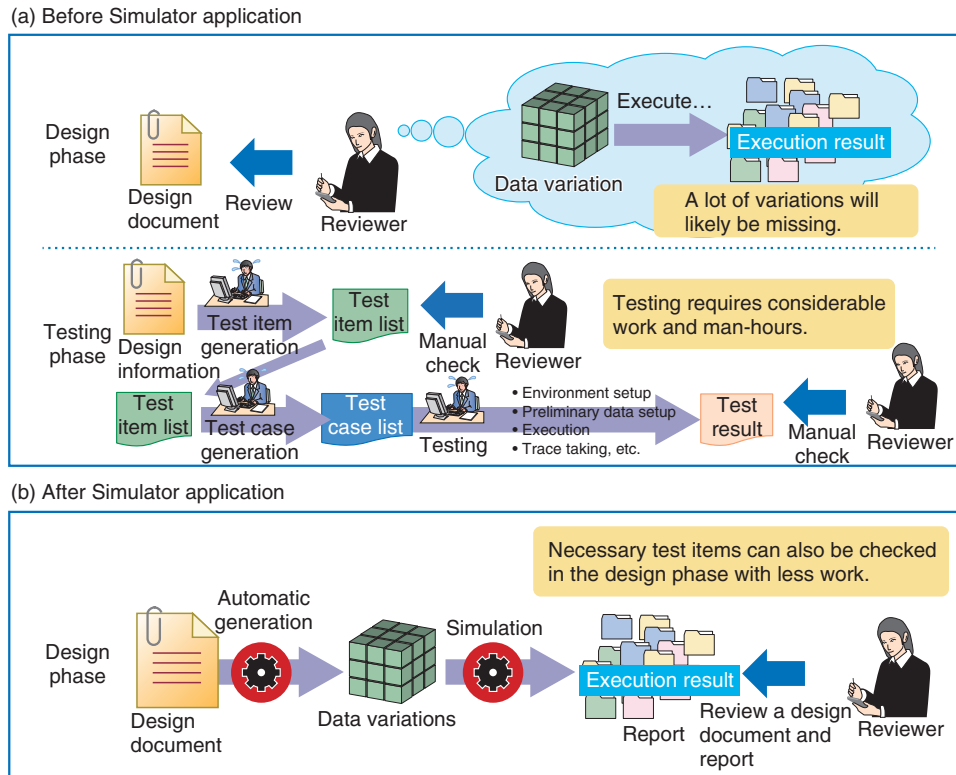 (a) Before Simulator application
Design
phase
Design
document
Review
Reviewer
Data variation
Execute…
Execution result
A lot of variations will
likely be missing.
Testing
phase
Design
information
Test item
generation
Test
item list
Manual
check
Reviewer
Testing requires considerable
work and man-hours.
Test
item list
Test case
generation
Test
case list
Testing
• Environment setup
• Preliminary data setup
• Execution
• Trace taking, etc.
Test
result
Manual
check
Reviewer
(b) After Simulator application
Necessary test items can also be checked
in the design phase with less work.
Design
phase
Design
document
Automatic
generation
Data variations
Simulation
Execution result
Report
Review a design
document and
report
Reviewer